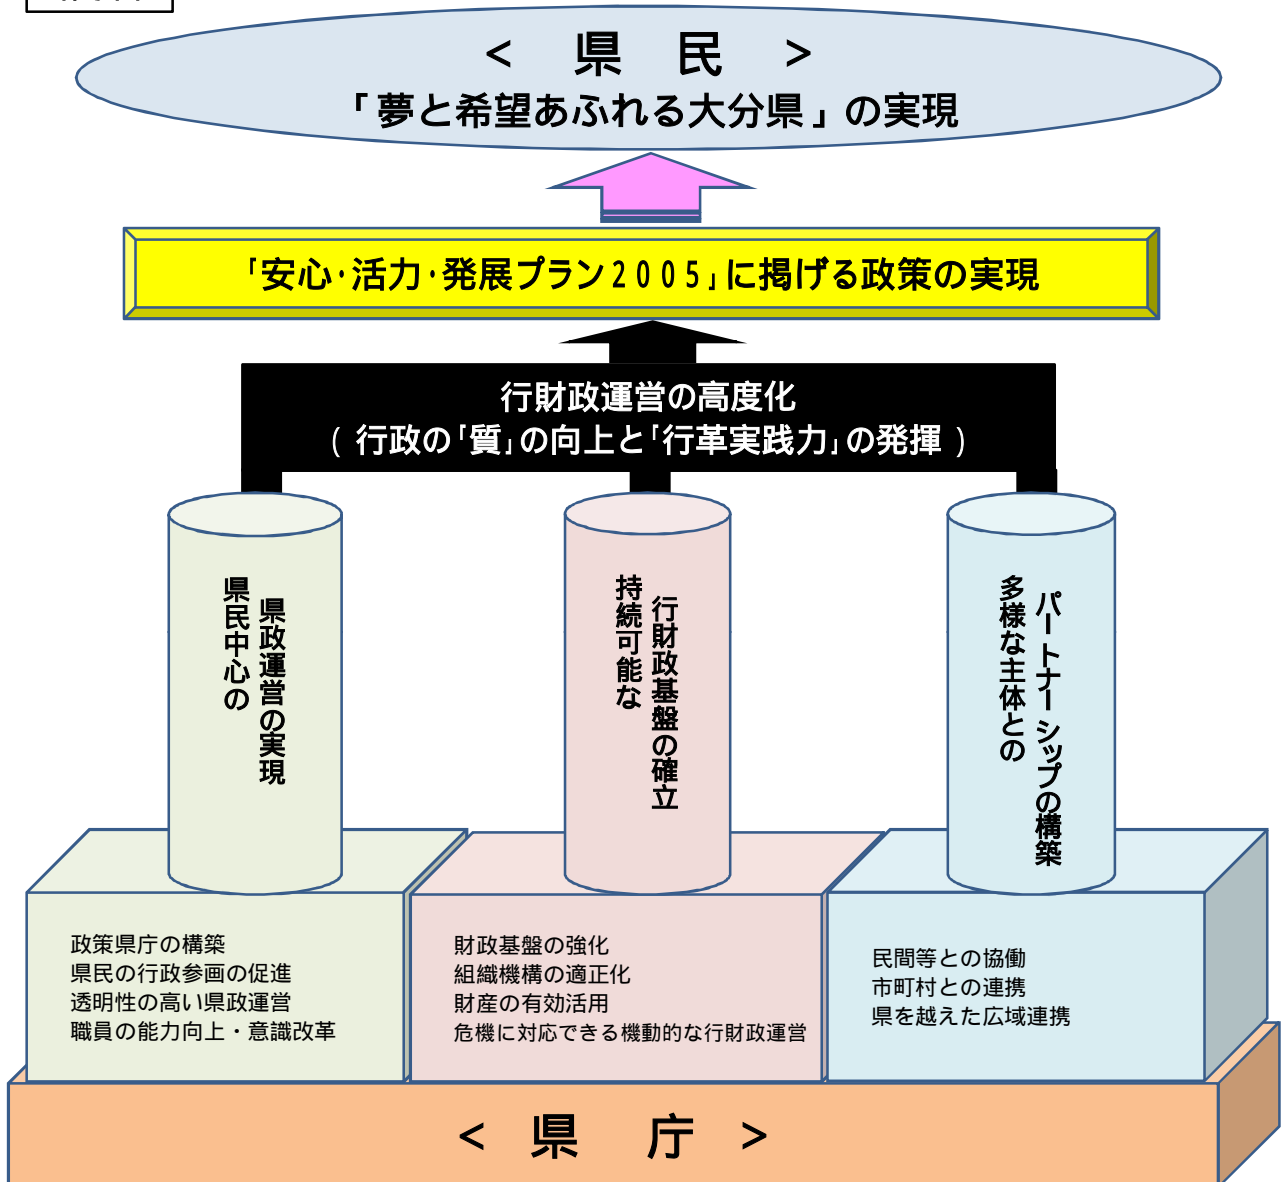 < 県 民 >
「夢と希望あふれる大分県」の実現
「安心・活力・発展プラン２００５」に掲げる政策の実現
行財政運営の高度化
（行政の「質」の向上と「行革実践力」の発揮）
県民中心の
県政運営の実現
持続可能な
行財政基盤の確立
多様な主体との
パートナーシップの構築
政策県庁の構築
県民の行政参画の促進
透明性の高い県政運営
職員の能力向上・意識改革
財政基盤の強化
組織機構の適正化
財産の有効活用
危機に対応できる機動的な行財政運営
民間等との協働
市町村との連携
県を越えた広域連携
< 県 庁 >